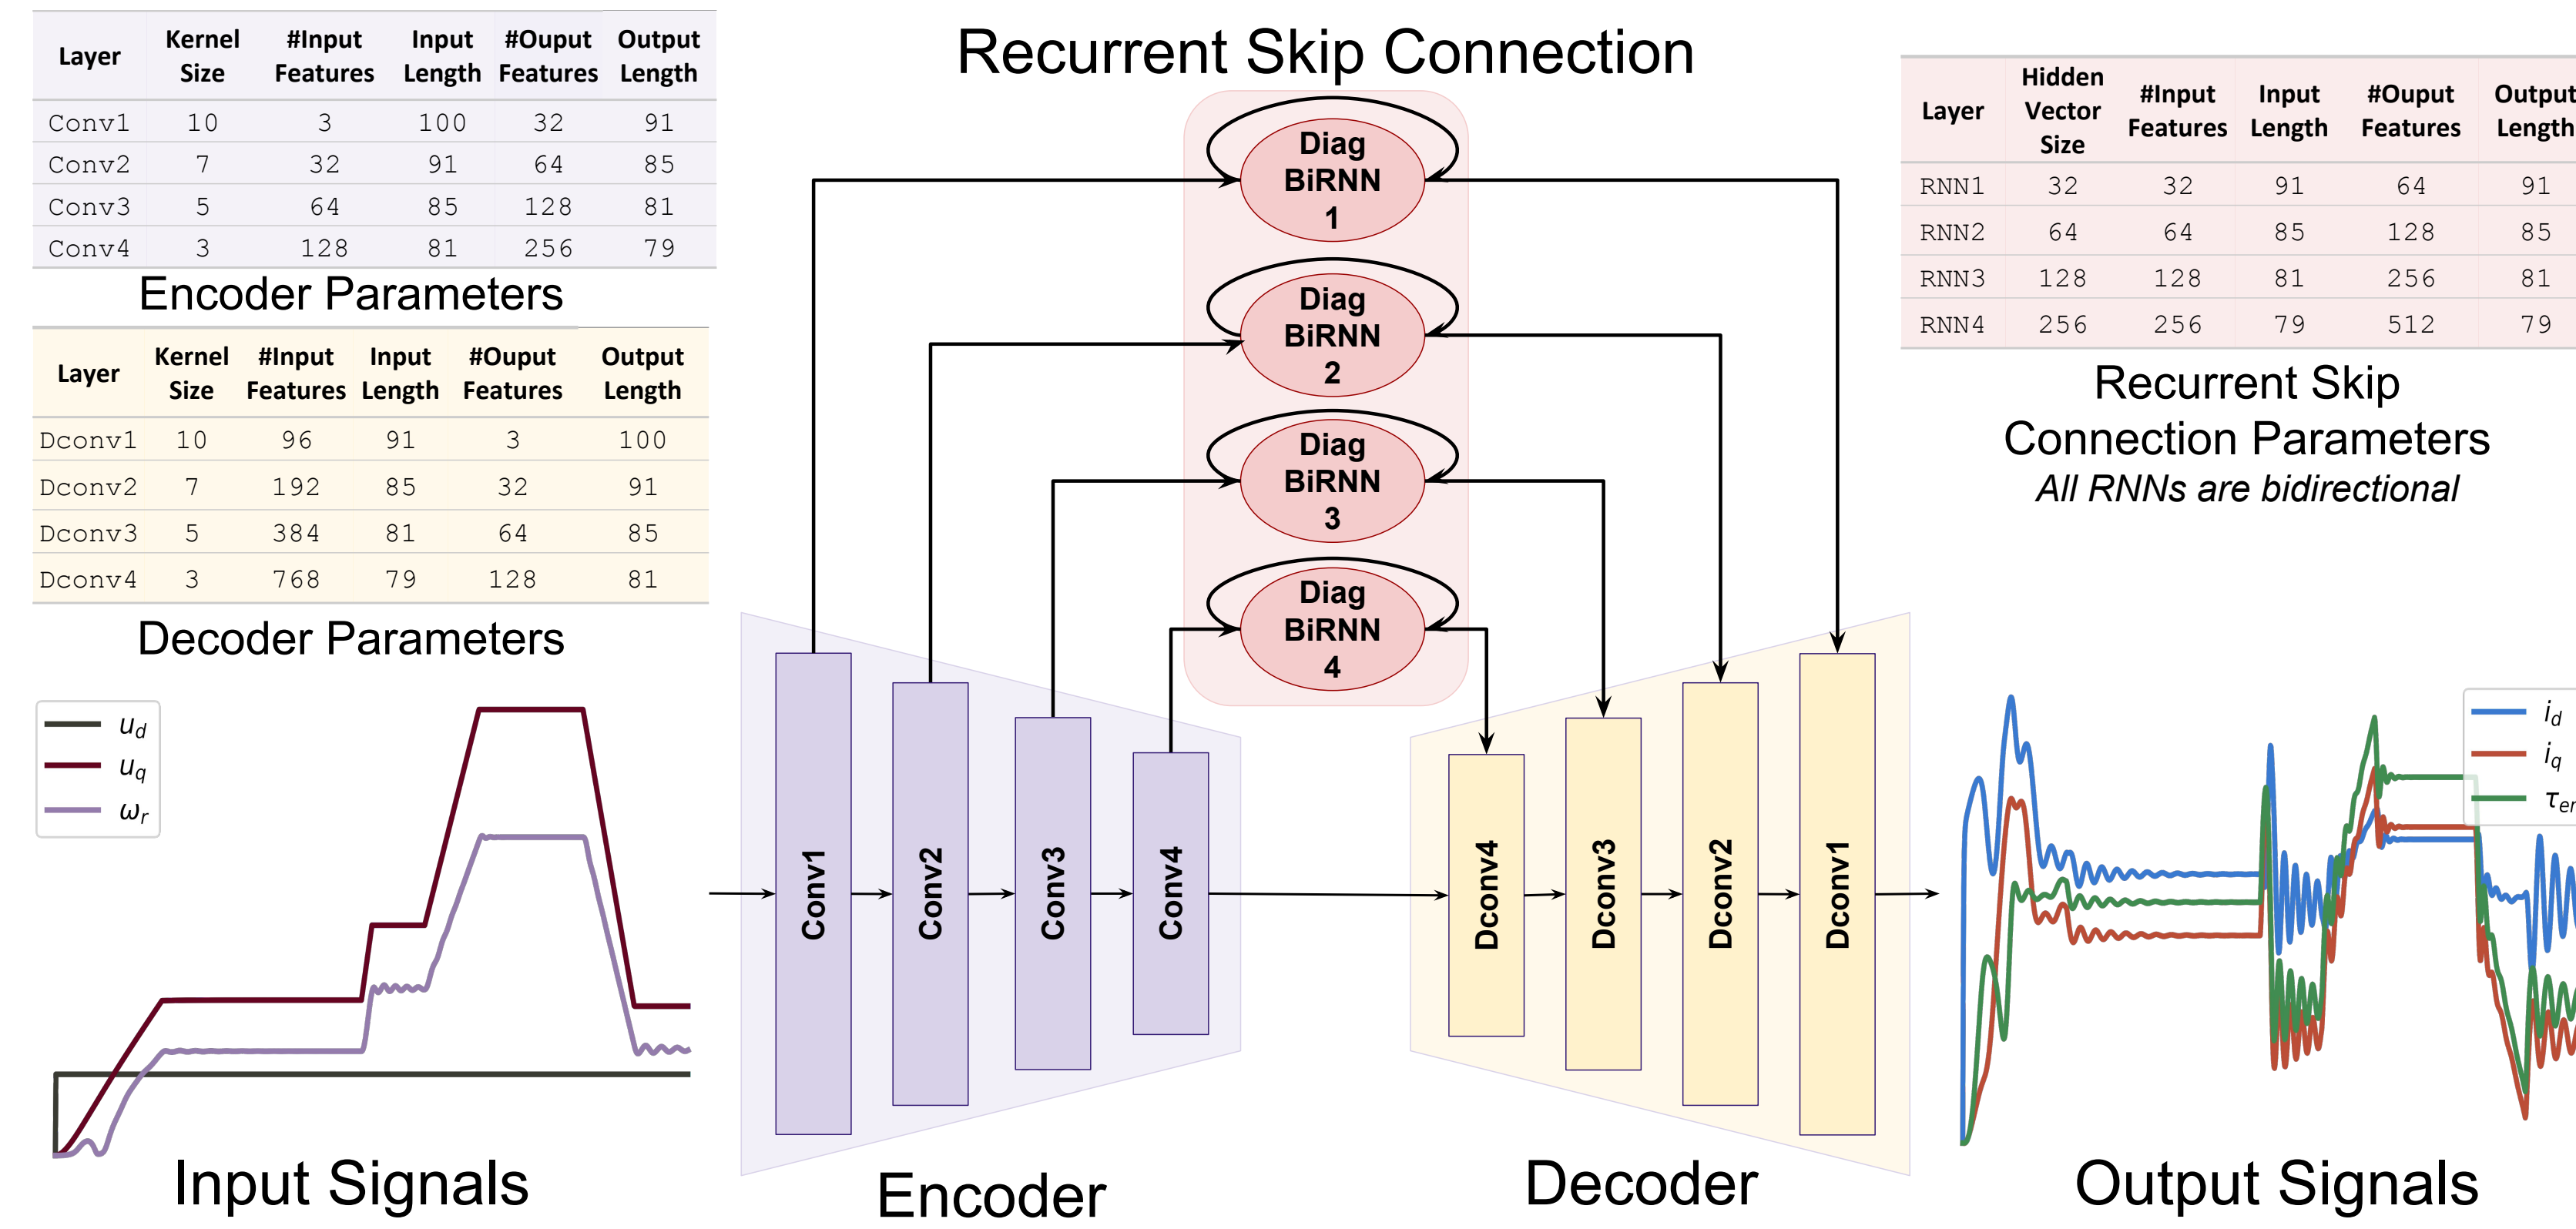 Layer Kernel Size #Input Features Input Length #Ouput Features Output Length
Conv1 10 3 100 32 91
Conv2 7 32 91 64 85
Conv3 5 64 85 128 81
Conv4 3 128 81 256 79
Encoder Parameters
Layer Kernel Size #Input Features Input Length #Ouput Features Output Length
Dconv1 10 96 91 3 100
Dconv2 7 192 85 32 91
Dconv3 5 384 81 64 85
Dconv4 3 768 79 128 81
Decoder Parameters
u_d
u_q
ω_r
Input Signals
Recurrent Skip Connection
Diag
BiRNN
1
Diag
BiRNN
2
Diag
BiRNN
3
Diag
BiRNN
4
Conv1
Conv2
Conv3
Conv4
Encoder
Dconv4
Dconv3
Dconv2
Dconv1
Decoder
Layer Hidden Vector Size #Input Features Input Length #Ouput Features Output Length
RNN1 32 32 91 64 91
RNN2 64 64 85 128 85
RNN3 128 128 81 256 81
RNN4 256 256 79 512 79
Recurrent Skip
Connection Parameters
All RNNs are bidirectional
i_d
i_q
Output Signals